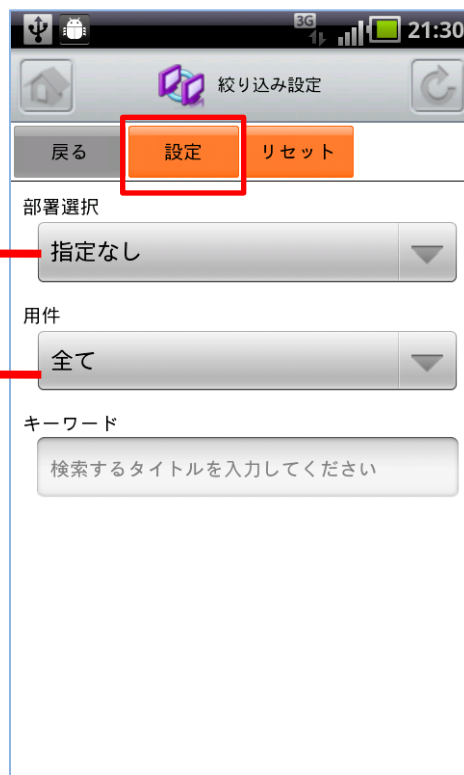 3G 21:30
絞り込み設定
戻る 設定 リセット
部署選択
指定なし
用件
全て
キーワード
検索するタイトルを入力してください